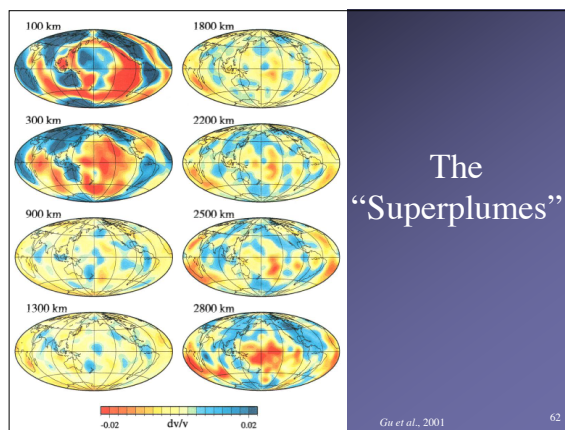 100 km
1800 km
300 km
2200 km
900 km
2500 km
1300 km
2800 km
-0.02
dv/v
0.02
The
“Superplumes”
Gu et al., 2001
62